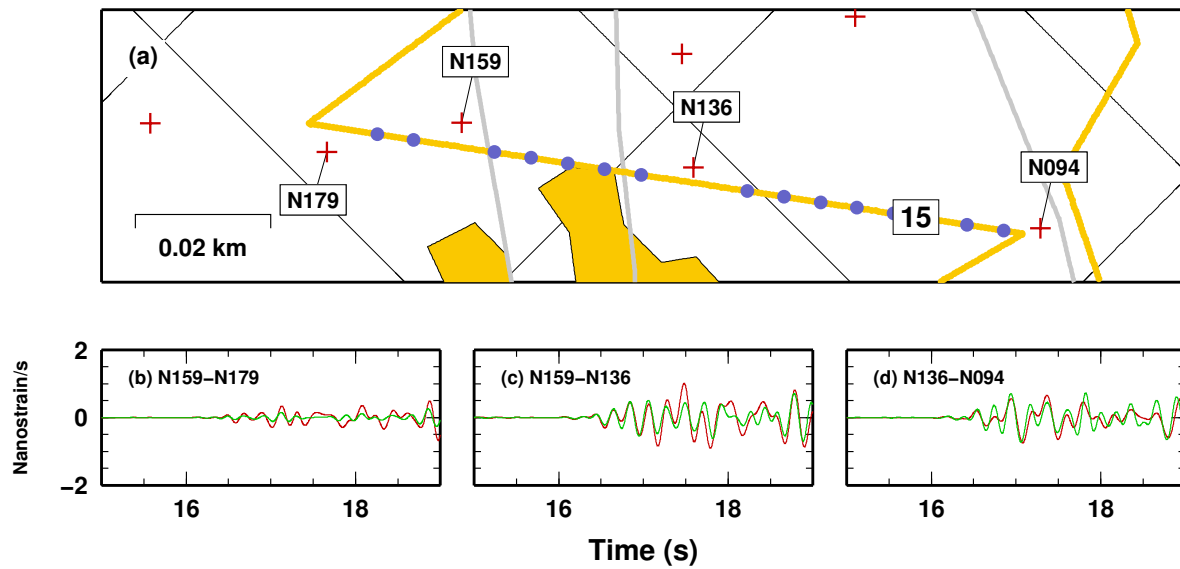 (a)
N159
N136
N179
N094
15
0.02 km
Nanostrain/s
2
0
−2
(b) N159−N179
(c) N159−N136
(d) N136−N094
16
18
16
18
16
18
Time (s)